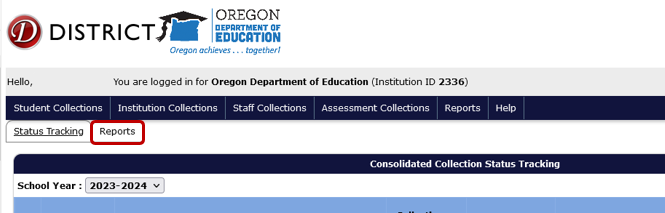 D DISTRICT
OREGON
DEPARTMENT OF
EDUCATION
Oregon achieves . . . together!
Hello,
You are logged in for Oregon Department of Education (Institution ID 2336)
Student Collections Institution Collections Staff Collections Assessment Collections Reports Help
Status Tracking Reports
Consolidated Collection Status Tracking
School Year : 2023-2024